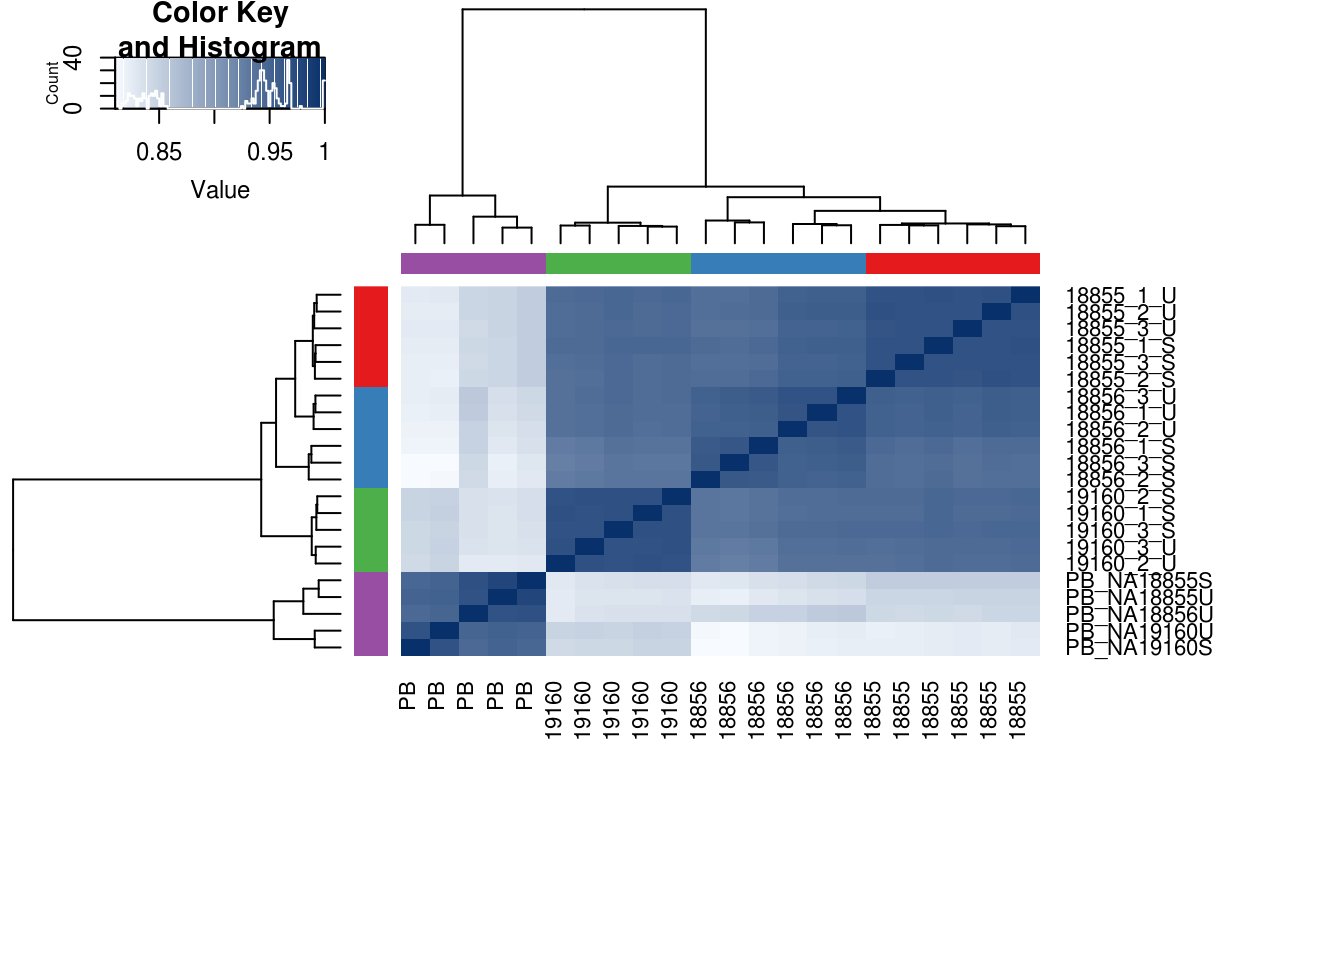 Color Key
and Histogram
Count
0 40
0.85 0.95 1
Value
18855_1_U
18855_2_U
18855_3_U
18855_1_S
18855_3_S
18855_2_S
18856_3_U
18856_1_U
18856_2_U
18856_1_S
18856_3_S
18856_2_S
19160_2_S
19160_1_S
19160_3_S
19160_3_U
19160_2_U
PB_NA18855S
PB_NA18855U
PB_NA18856U
PB_NA19160U
PB_NA19160S
PB PB PB PB PB 19160 19160 19160 19160 19160 18856 18856 18856 18856 18856 18856 18855 18855 18855 18855 18855 18855